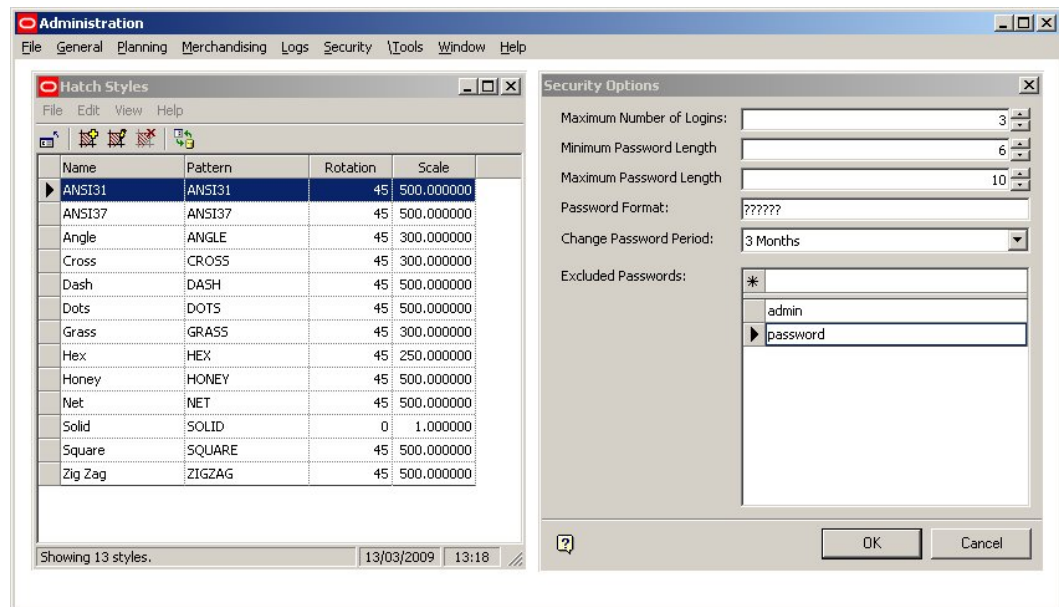 Administration
File General Planning Merchandising Logs Security \Tools Window Help
Hatch Styles
File Edit View Help
Name Pattern Rotation Scale
ANSI31 ANSI31 45 500.000000
ANSI37 ANSI37 45 500.000000
Angle ANGLE 45 300.000000
Cross CROSS 45 300.000000
Dash DASH 45 500.000000
Dots DOTS 45 500.000000
Grass GRASS 45 300.000000
Hex HEX 45 250.000000
Honey HONEY 45 500.000000
Net NET 45 500.000000
Solid SOLID 0 1.000000
Square SQUARE 45 500.000000
Zig Zag ZIGZAG 45 500.000000
Showing 13 styles. 13/03/2009 13:18
Security Options
Maximum Number of Logins: 3
Minimum Password Length 6
Maximum Password Length 10
Password Format: ??????
Change Password Period: 3 Months
Excluded Passwords:
admin
password
OK Cancel